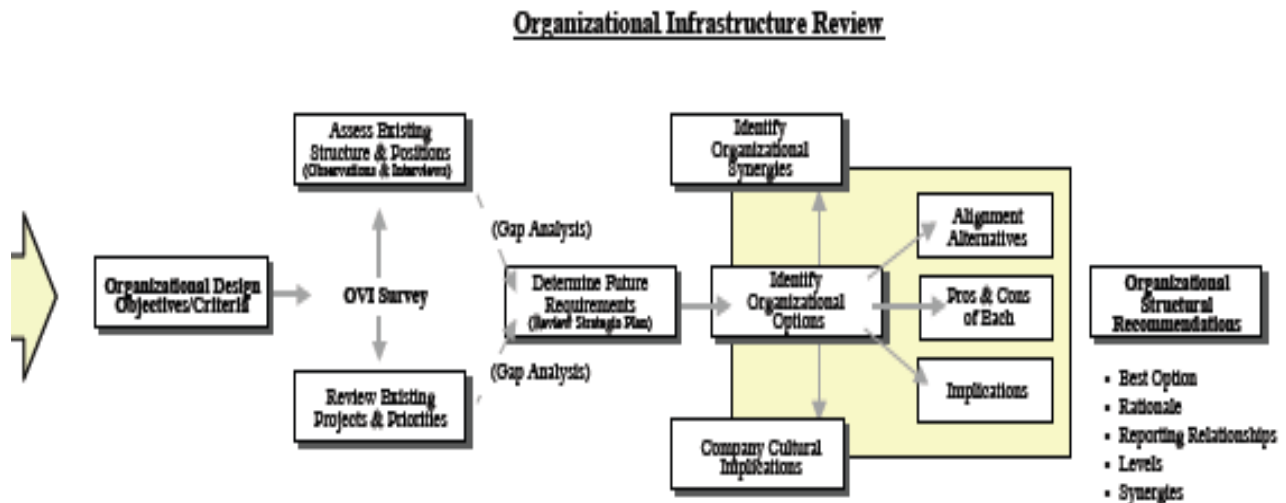 Organizational Infrastructure Review
Assess Existing
Structure & Positions
(Observations & Interviews)
Identify
Organizational
Synergies
(Gap Analysis)
Alignment
Alternatives
Organizational Design
Objectives/Criteria
OVI Survey
Determine Future
Requirements
(Review Strategic Plan)
Identify
Organizational
Options
Pros & Cons
of Each
Organizational
Structural
Recommendations
(Gap Analysis)
Review Existing
Projects & Priorities
Implications
Company Cultural
Implications
▪ Best Option
▪ Rationale
▪ Reporting Relationships
▪ Levels
▪ Synergies